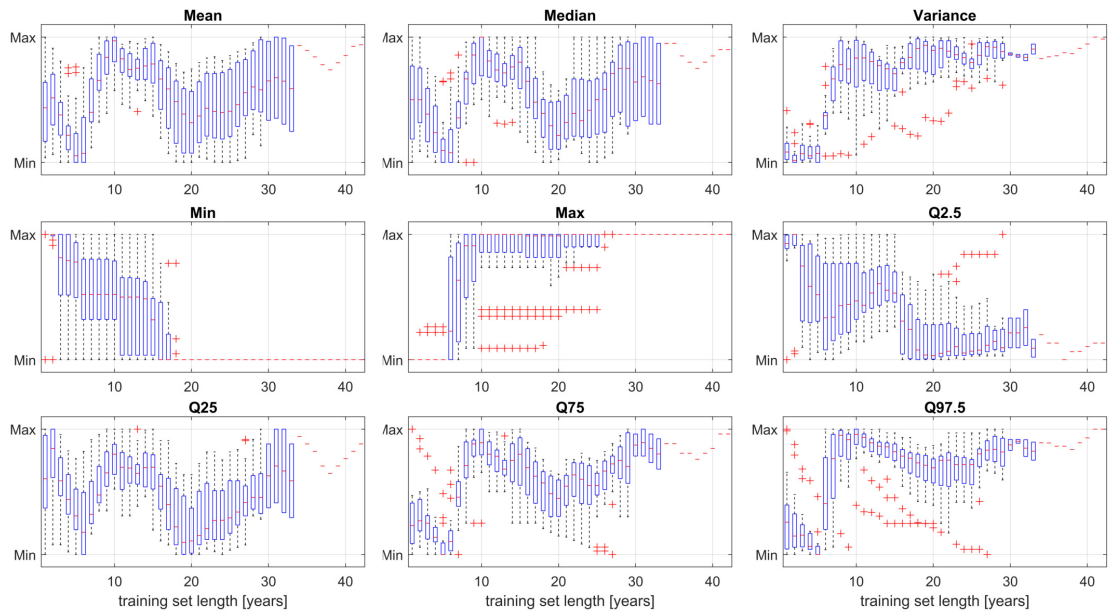 Mean Median Variance
Max Max Max
Min Min Min
10 20 30 40 10 20 30 40 10 20 30 40
Min Max Q2.5
Max Max Max
Min Min Min
10 20 30 40 10 20 30 40 10 20 30 40
Q25 Q75 Q97.5
Max Max Max
Min Min Min
10 20 30 40 10 20 30 40 10 20 30 40
training set length [years] training set length [years] training set length [years]